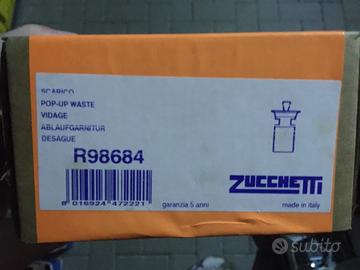 SCARICO
POP-UP WASTE
VIDAGE
ABLAUFGARNITUR
DESAGUE
R98684
8 016924 472221
garanzia 5 anni
ZUCCHETTI
made in italy
subito